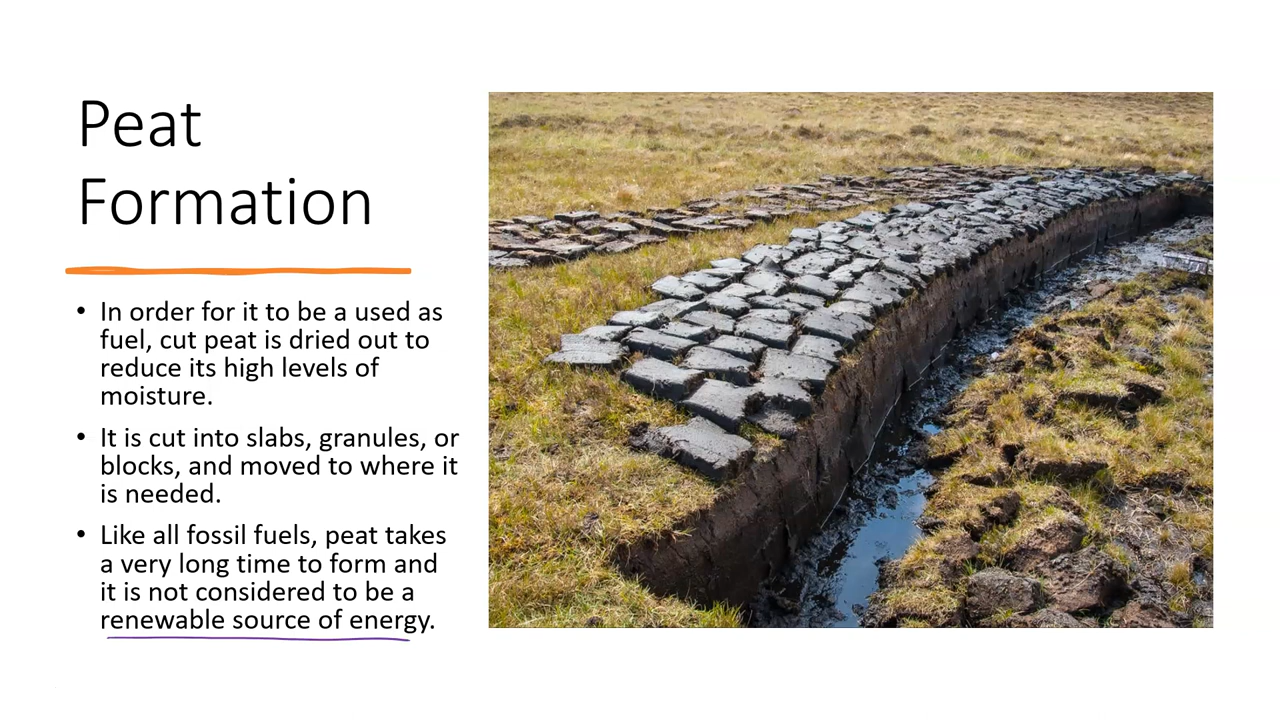 Peat
Formation
• In order for it to be a used as
fuel, cut peat is dried out to
reduce its high levels of
moisture.
• It is cut into slabs, granules, or
blocks, and moved to where it
is needed.
• Like all fossil fuels, peat takes
a very long time to form and
it is not considered to be a
renewable source of energy.